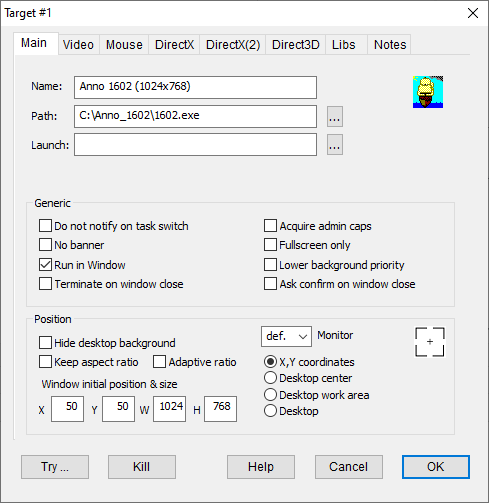 Target #1
Main Video Mouse DirectX DirectX(2) Direct3D Libs Notes
Name: Anno 1602 (1024x768)
Path: C:\Anno_1602\1602.exe ...
Launch: ...
Generic
Do not notify on task switch Acquire admin caps
No banner Fullscreen only
Run in Window Lower background priority
Terminate on window close Ask confirm on window close
Position
Hide desktop background def. Monitor
Keep aspect ratio Adaptive ratio X,Y coordinates
Window initial position & size Desktop center
X 50 Y 50 W 1024 H 768 Desktop work area
Desktop
Try ... Kill Help Cancel OK